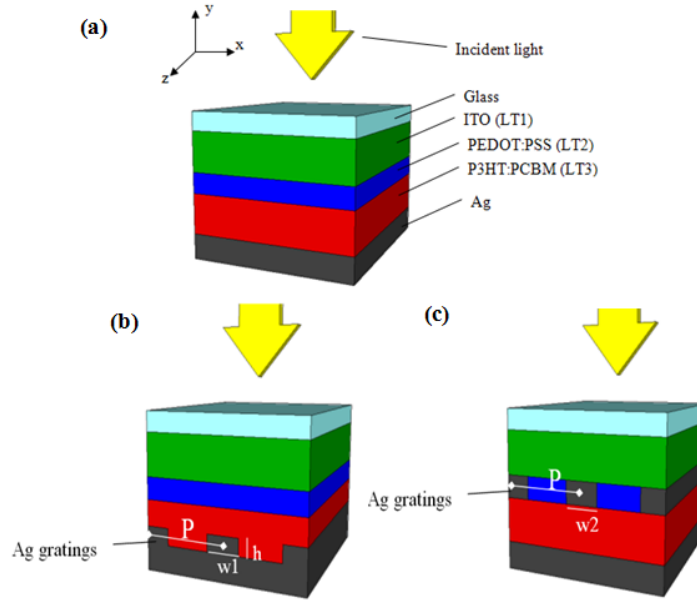 (a)
y
x
z
Incident light
Glass
ITO (LT1)
PEDOT:PSS (LT2)
P3HT:PCBM (LT3)
Ag
(b)
P
Ag gratings
w1
h
(c)
P
Ag gratings
w2